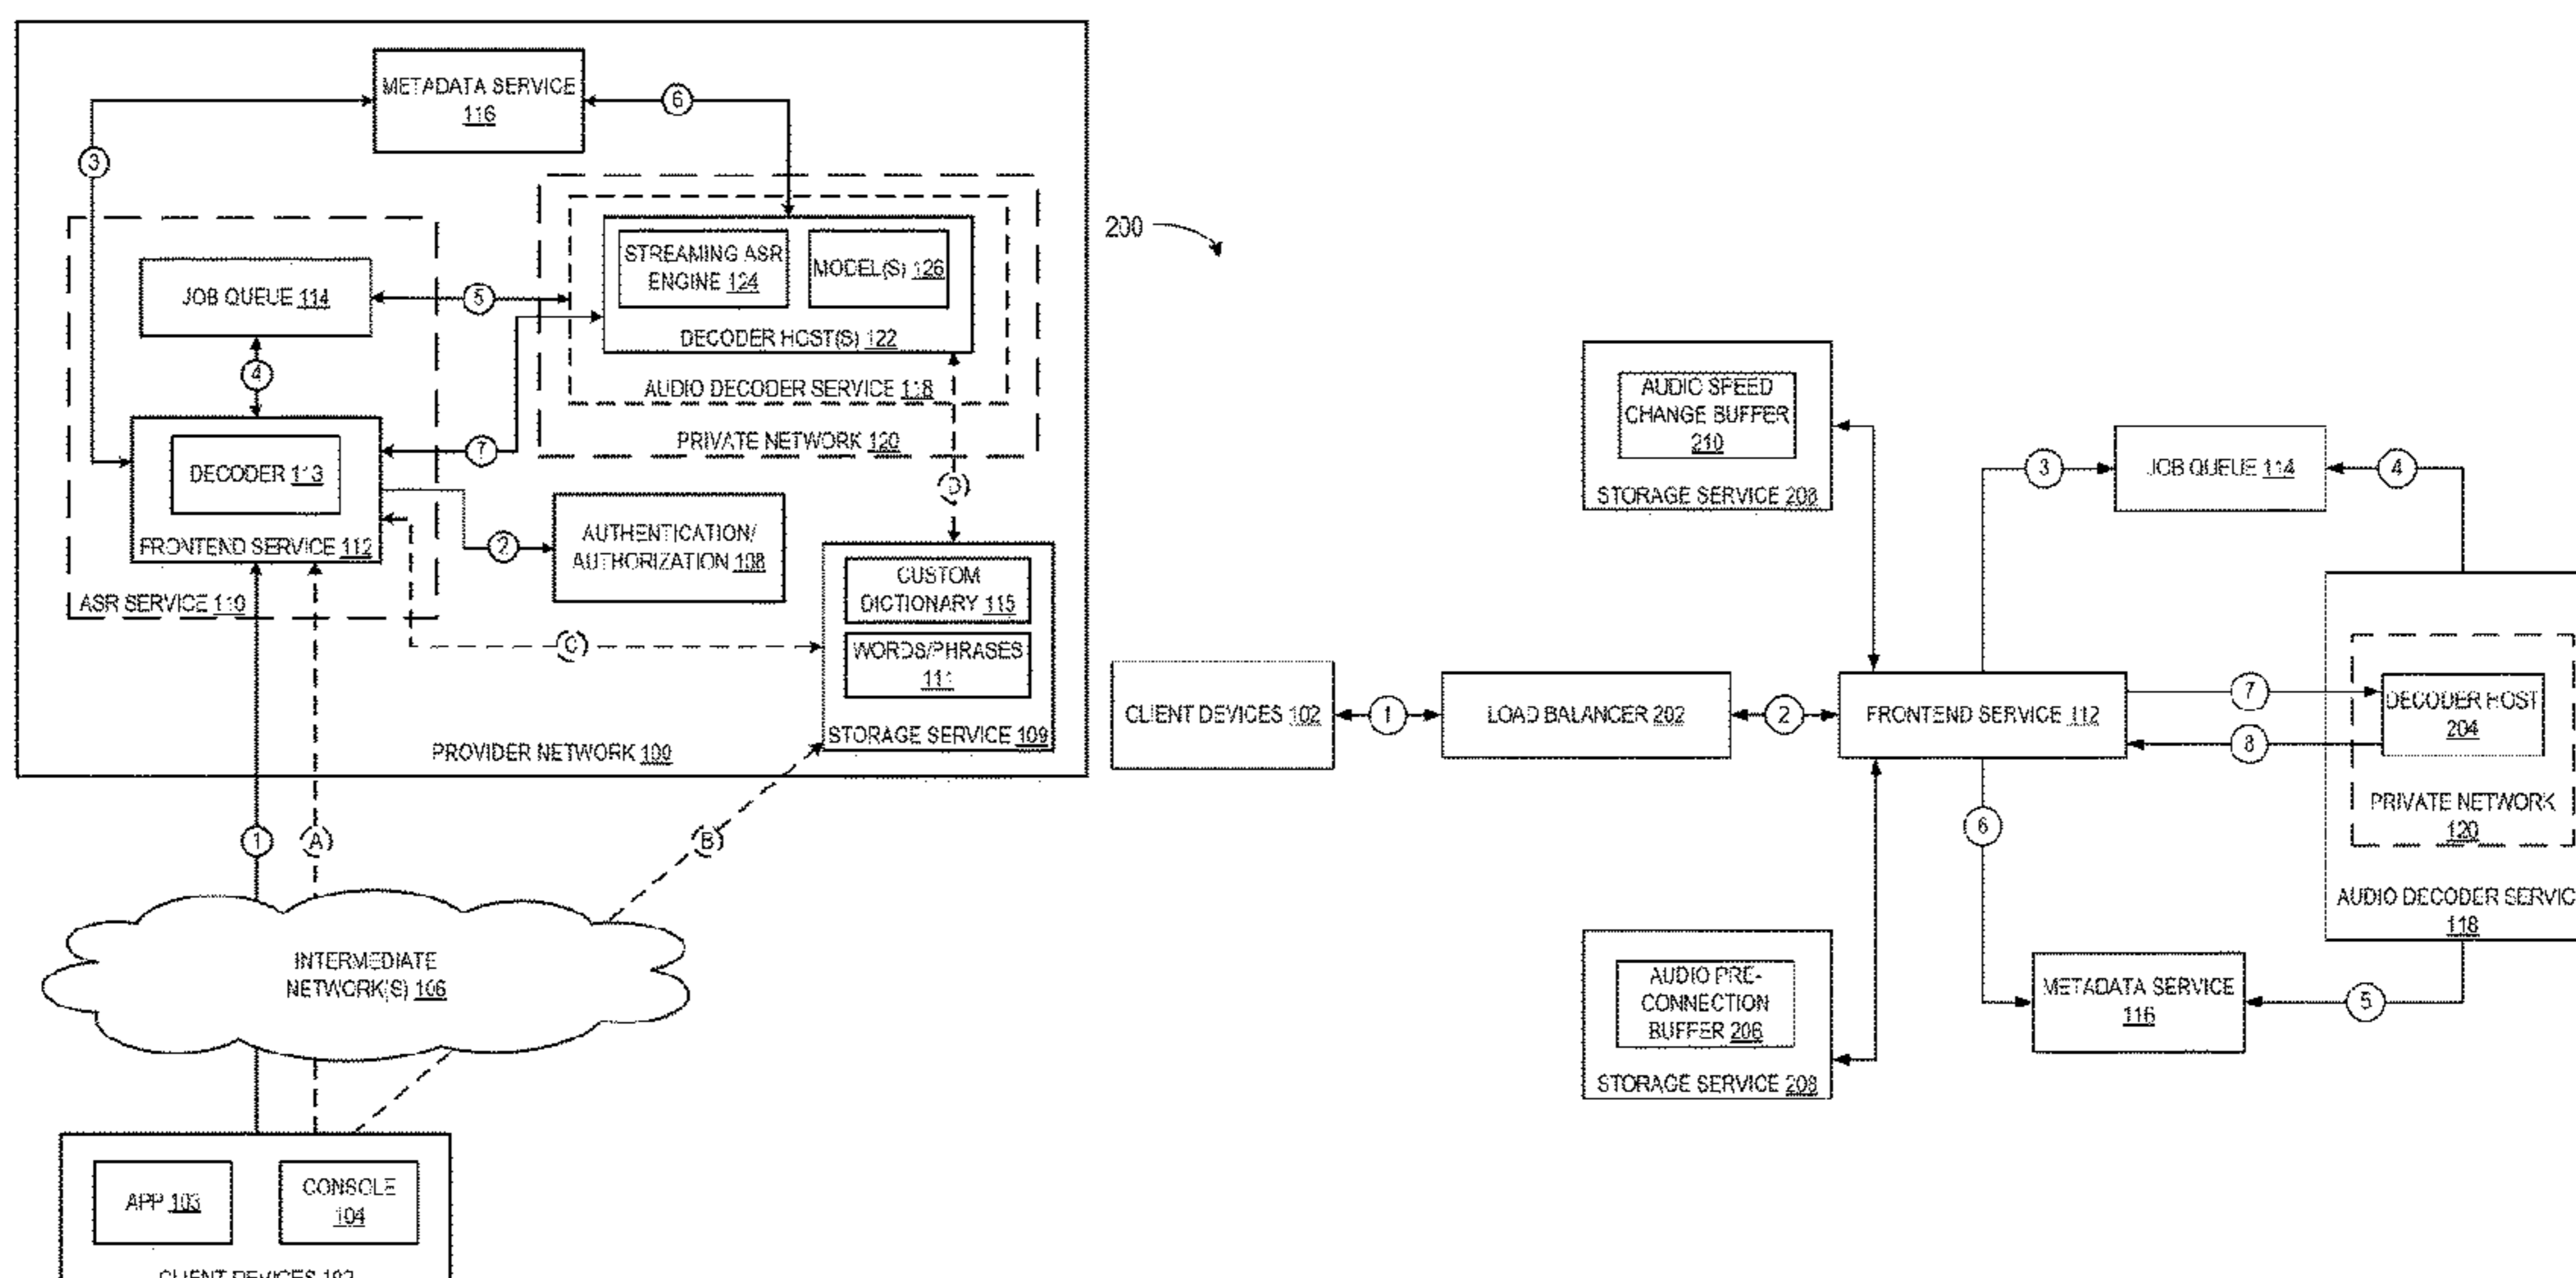 METADATA SERVICE
116
6
3
STREAMING ASR
ENGINE 124
MODEL(S) 126
JOB QUEUE 114
5
DECODER HOST(S) 122
4
AUDIO DECODER SERVICE 118
PRIVATE NETWORK 120
7
DECODER 113
D
FRONTEND SERVICE 112
2
AUTHENTICATION/
AUTHORIZATION 108
CUSTOM
DICTIONARY 115
ASR SERVICE 110
C
WORDS/PHRASES
111
STORAGE SERVICE 109
PROVIDER NETWORK 100
1
A
B
INTERMEDIATE
NETWORK(S) 106
APP 103
CONSOLE
104
CLIENT DEVICES 102
200
AUDIO SPEED
CHANGE BUFFER
210
STORAGE SERVICE 208
3
JOB QUEUE 114
4
CLIENT DEVICES 102
1
LOAD BALANCER 202
2
FRONTEND SERVICE 112
7
8
DECODER HOST
204
PRIVATE NETWORK
120
6
AUDIO DECODER SERVIC
118
AUDIO PRE-
CONNECTION
BUFFER 206
STORAGE SERVICE 208
METADATA SERVICE
116
5